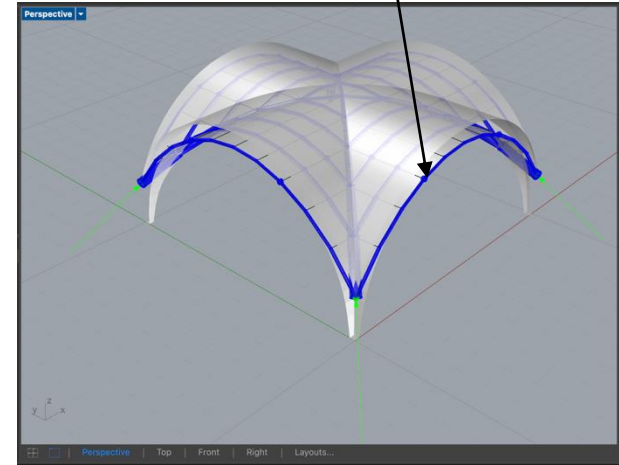 Perspective
z
y x
Perspective | Top | Front | Right | Layouts...